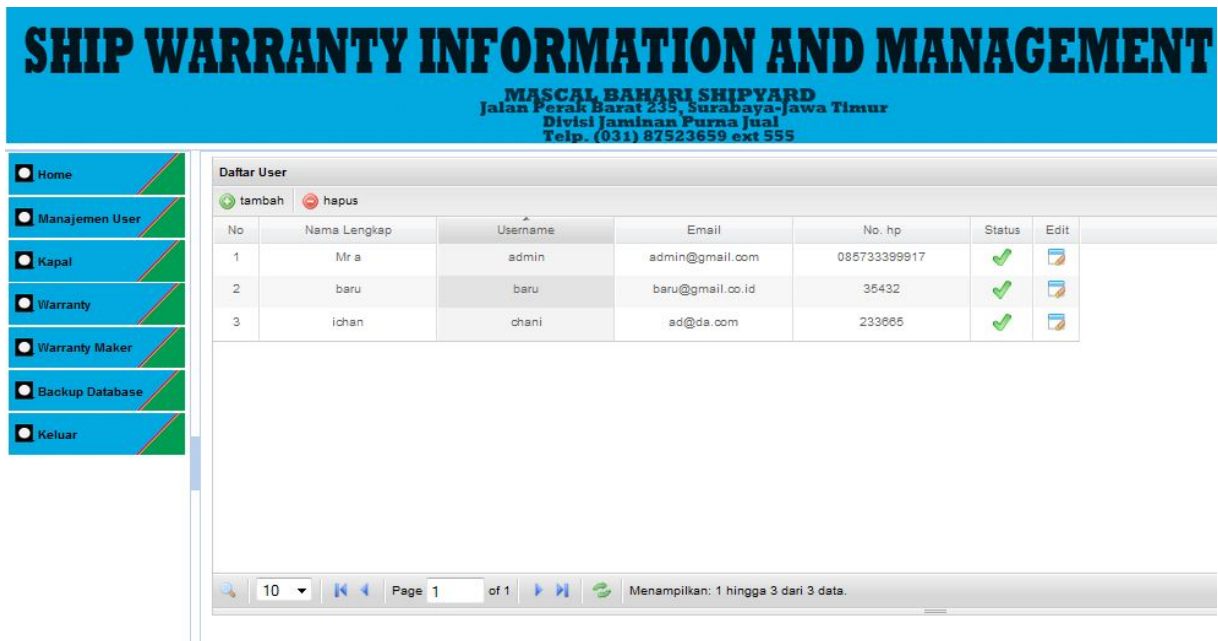 SHIP WARRANTY INFORMATION AND MANAGEMENT
MASCAL BAHARI SHIPYARD
Jalan Perak Barat 235, Surabaya-Jawa Timur
Divisi Jaminan Purna Jual
Telp. (031) 87523659 ext 555
Home
Manajemen User
Kapal
Warranty
Warranty Maker
Backup Database
Keluar
Daftar User
tambah hapus
No Nama Lengkap Username Email No. hp Status Edit
1 Mr a admin admin@gmail.com 085733399917
2 baru baru baru@gmail.co.id 35432
3 ichan chani ad@da.com 233665
10 Page 1 of 1 Menampilkan: 1 hingga 3 dari 3 data.